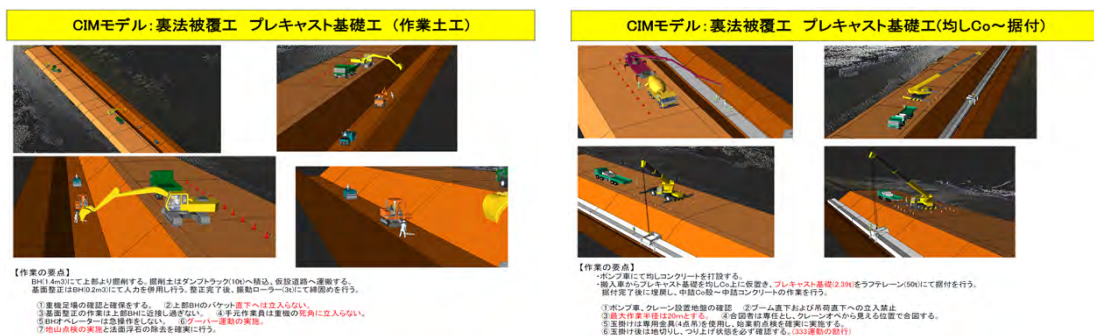 CIMモデル：裏法被覆工　プレキャスト基礎工　（作業土工）
【作業の要点】
BH(1.4m3)にて上部より掘削する。掘削土はダンプトラック(10t)へ積込、仮設道路へ運搬する。
基面整正はBH(0.2m3)にて人力を併用し行う。整正完了後、振動ローラー(3t)にて締固めを行う。
①重機足場の確認と確保をする。　②上部BHのバケット直下へは立入らない。
③基面整正の作業は上部BHに近接し過ぎない。　④手元作業員は重機の死角に立入らない。
⑤BHオペレーターは急操作をしない。　⑥グーパー運動の実施。
⑦地山点検の実施と法面浮石の除去を確実に行う。
CIMモデル：裏法被覆工　プレキャスト基礎工(均しCo～据付)
【作業の要点】
・ポンプ車にて均しコンクリートを打設する。
・搬入車からプレキャスト基礎を均しCo上に仮置き、プレキャスト基礎(2.39t)をラフテレーン(50t)にて据付を行う。
据付完了後に埋戻し、中詰Co殻～中詰コンクリートの作業を行う。
①ポンプ車、クレーン設置地盤の確認　②ブーム直下および吊荷直下への立入禁止
③最大作業半径は20mとする。　④合図者は専任とし、クレーンオペから見える位置で合図する。
⑤玉掛けは専用金具(4点吊)を使用し、始業前点検を確実に実施する。
⑥玉掛け後は地切りし、つり上げ状態を必ず確認する。(333運動の励行)